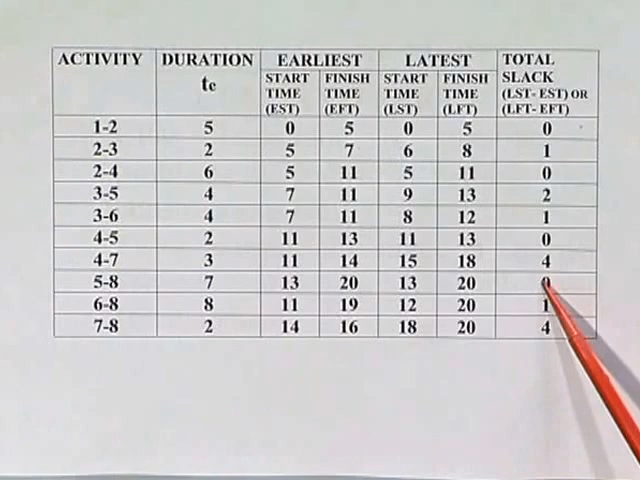 ACTIVITY DURATION te EARLIEST LATEST TOTAL SLACK (LST- EST) OR (LFT- EFT)
START TIME (EST) FINISH TIME (EFT) START TIME (LST) FINISH TIME (LFT)
1-2 5 0 5 0 5 0
2-3 2 5 7 6 8 1
2-4 6 5 11 5 11 0
3-5 4 7 11 9 13 2
3-6 4 7 11 8 12 1
4-5 2 11 13 11 13 0
4-7 3 11 14 15 18 4
5-8 7 13 20 13 20 0
6-8 8 11 19 12 20 1
7-8 2 14 16 18 20 4